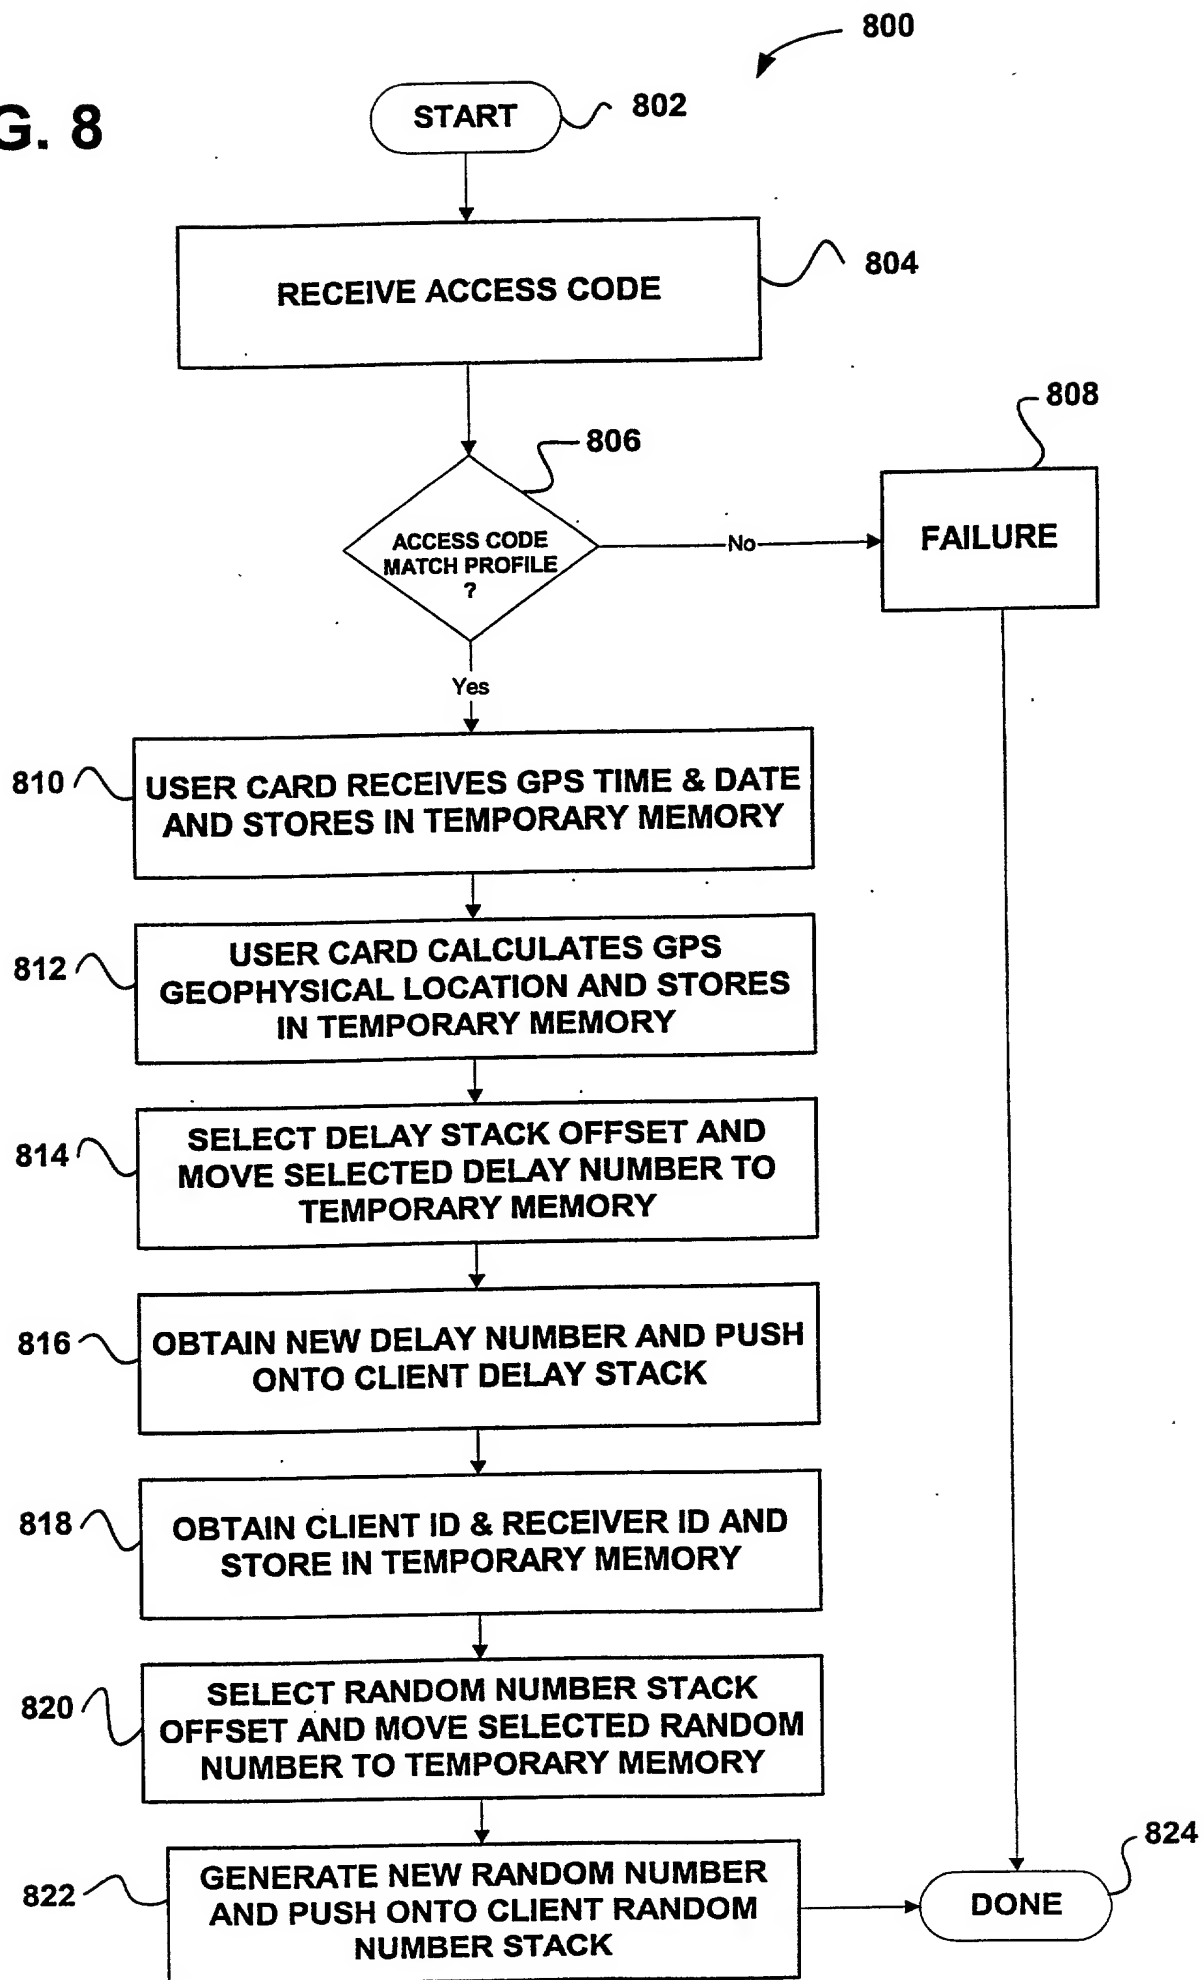 800
G. 8
START
802
RECEIVE ACCESS CODE
804
806
808
ACCESS CODE
MATCH PROFILE
?
No
FAILURE
Yes
810
USER CARD RECEIVES GPS TIME & DATE
AND STORES IN TEMPORARY MEMORY
812
USER CARD CALCULATES GPS
GEOPHYSICAL LOCATION AND STORES
IN TEMPORARY MEMORY
814
SELECT DELAY STACK OFFSET AND
MOVE SELECTED DELAY NUMBER TO
TEMPORARY MEMORY
816
OBTAIN NEW DELAY NUMBER AND PUSH
ONTO CLIENT DELAY STACK
818
OBTAIN CLIENT ID & RECEIVER ID AND
STORE IN TEMPORARY MEMORY
820
SELECT RANDOM NUMBER STACK
OFFSET AND MOVE SELECTED RANDOM
NUMBER TO TEMPORARY MEMORY
822
GENERATE NEW RANDOM NUMBER
AND PUSH ONTO CLIENT RANDOM
NUMBER STACK
824
DONE